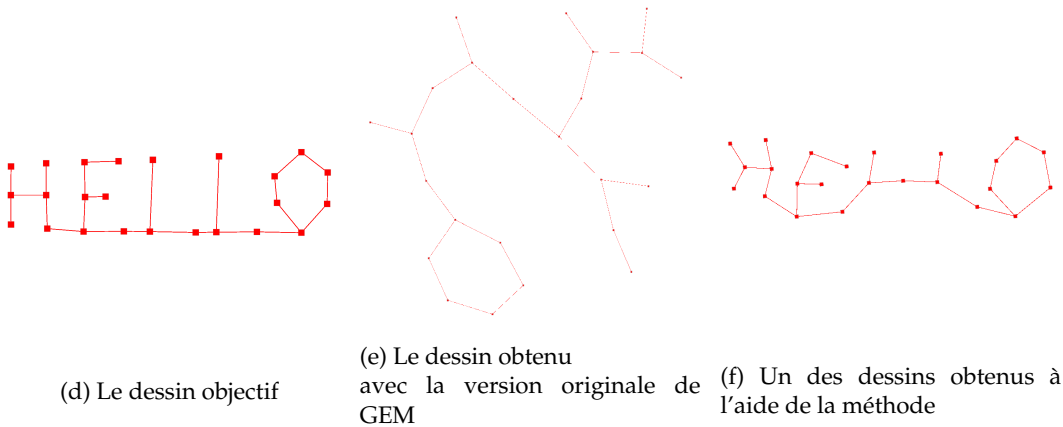 HELLO
(d) Le dessin objectif
(e) Le dessin obtenu
avec la version originale de
GEM
(f) Un des dessins obtenus à
l'aide de la méthode